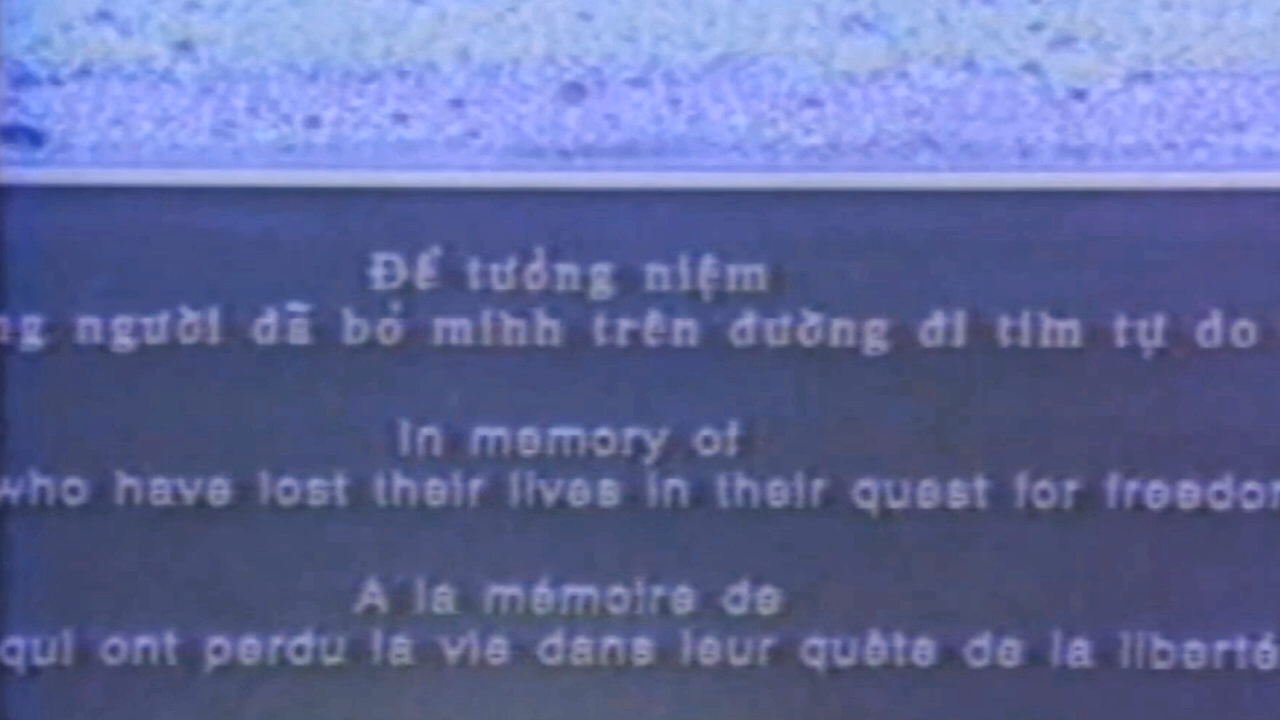 Để tưởng niệm
người đã bỏ mình trên đường đi tìm tự do
In memory of
who have lost their lives in their quest for
A la mémoire de
qui ont perdu la vie dans leur quête de la liberté